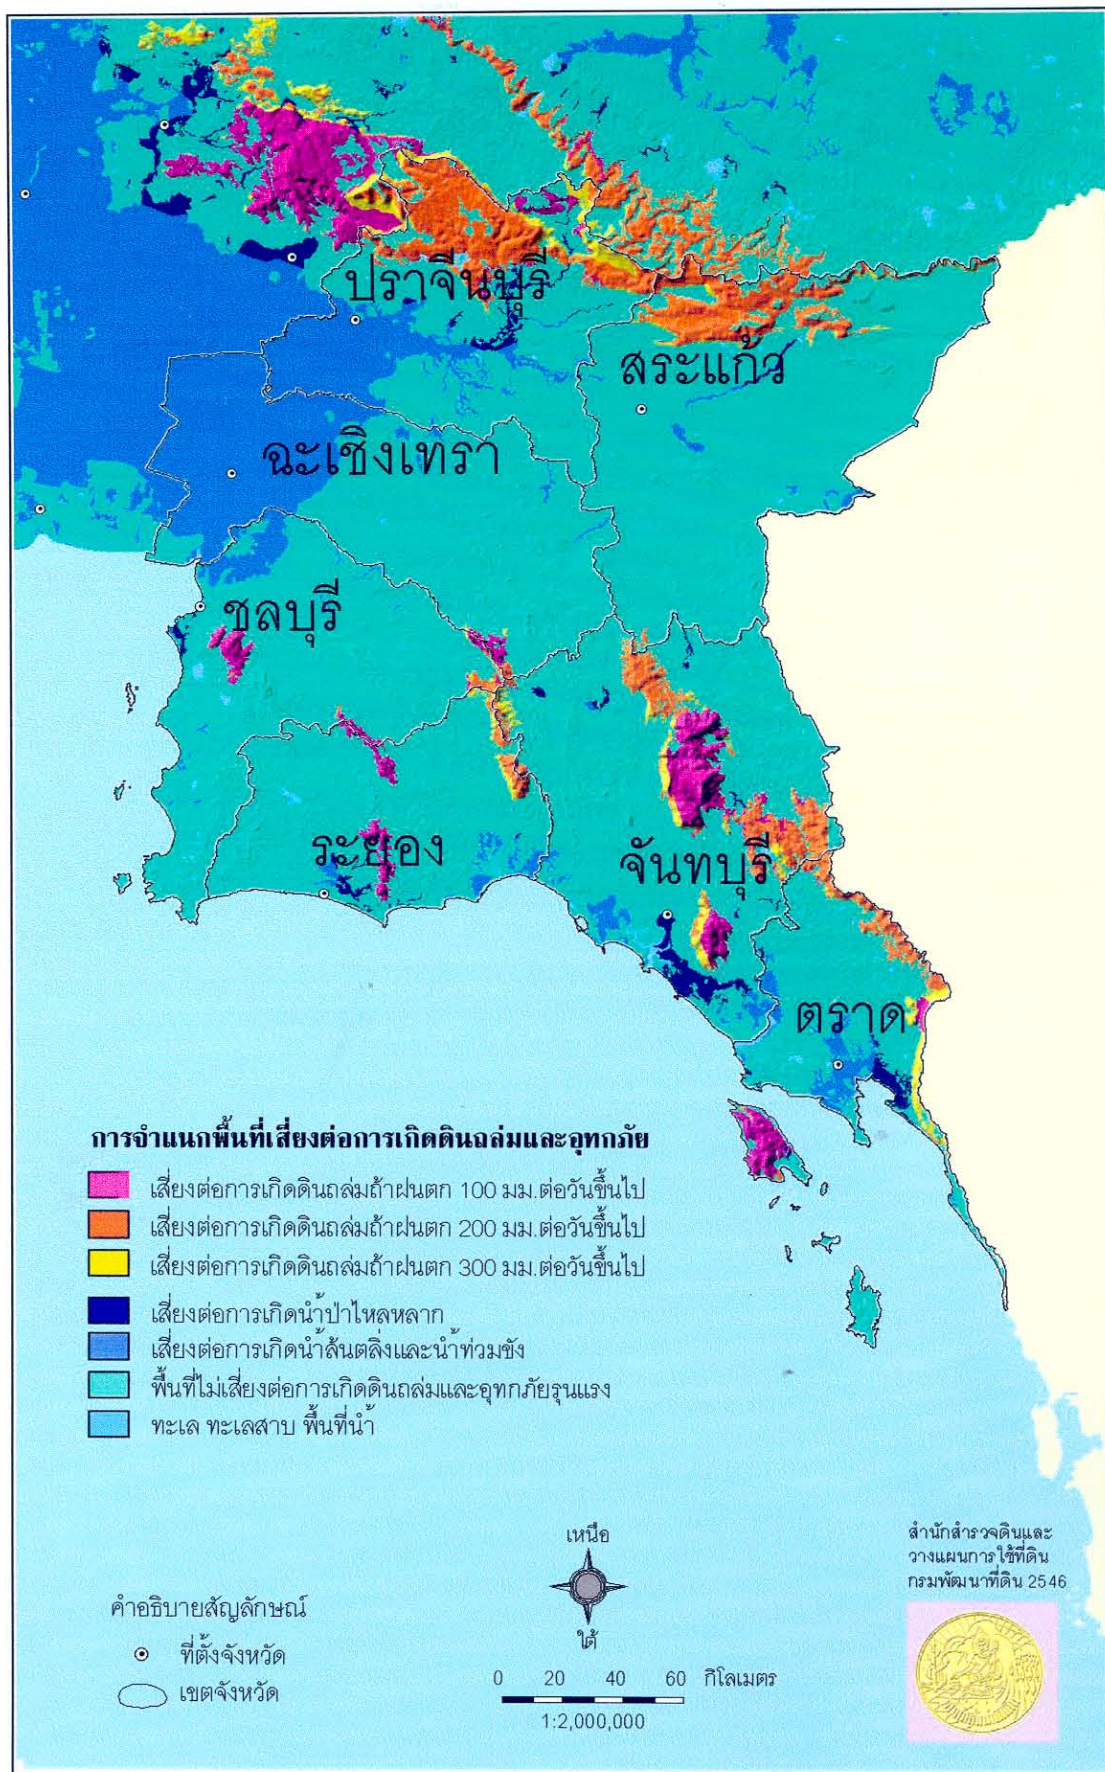 ปราจีนบุรี
สระแก้ว
ฉะเชิงเทรา
ชลบุรี
ระยอง
จันทบุรี
ตราด
การจำแนกพื้นที่เสี่ยงต่อการเกิดดินถล่มและอุทกภัย
เสี่ยงต่อการเกิดดินถล่มถ้าฝนตก 100 มม.ต่อวันขึ้นไป
เสี่ยงต่อการเกิดดินถล่มถ้าฝนตก 200 มม.ต่อวันขึ้นไป
เสี่ยงต่อการเกิดดินถล่มถ้าฝนตก 300 มม.ต่อวันขึ้นไป
เสี่ยงต่อการเกิดน้ำป่าไหลหลาก
เสี่ยงต่อการเกิดน้ำล้นตลิ่งและน้ำท่วมขัง
พื้นที่ไม่เสี่ยงต่อการเกิดดินถล่มและอุทกภัยรุนแรง
ทะเล ทะเลสาบ พื้นที่น้ำ
เหนือ
ใต้
สำนักสำรวจดินและ
วางแผนการใช้ที่ดิน
กรมพัฒนาที่ดิน 2546
คำอธิบายสัญลักษณ์
ที่ตั้งจังหวัด
เขตจังหวัด
0 20 40 60 กิโลเมตร
1:2,000,000